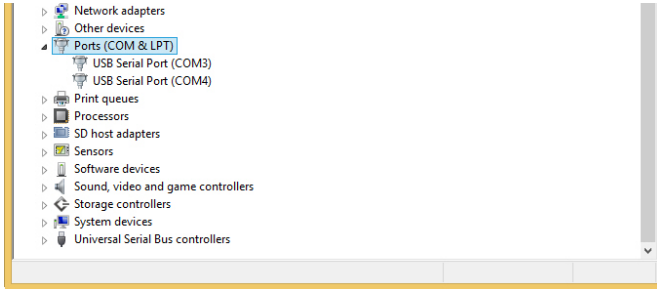 Network adapters
Other devices
Ports (COM & LPT)
USB Serial Port (COM3)
USB Serial Port (COM4)
Print queues
Processors
SD host adapters
Sensors
Software devices
Sound, video and game controllers
Storage controllers
System devices
Universal Serial Bus controllers